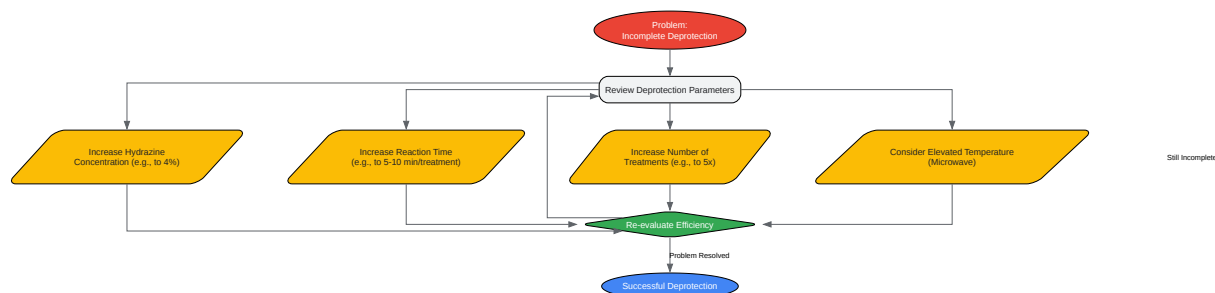 Problem:
Incomplete Deprotection
Review Deprotection Parameters
Increase Hydrazine
Concentration (e.g., to 4%)
Increase Reaction Time
(e.g., to 5-10 min/treatment)
Increase Number of
Treatments (e.g., to 5x)
Consider Elevated Temperature
(Microwave)
Still Incomplete
Re-evaluate Efficiency
Problem Resolved
Successful Deprotection